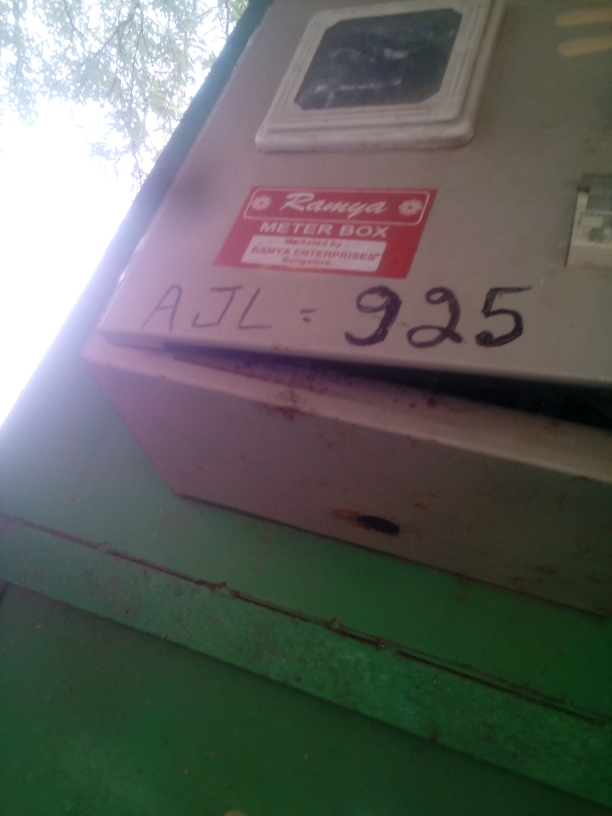 Ramya
METER BOX
Marketed by :
RAMYA ENTERPRISES
Bangalore.
AJL = 925